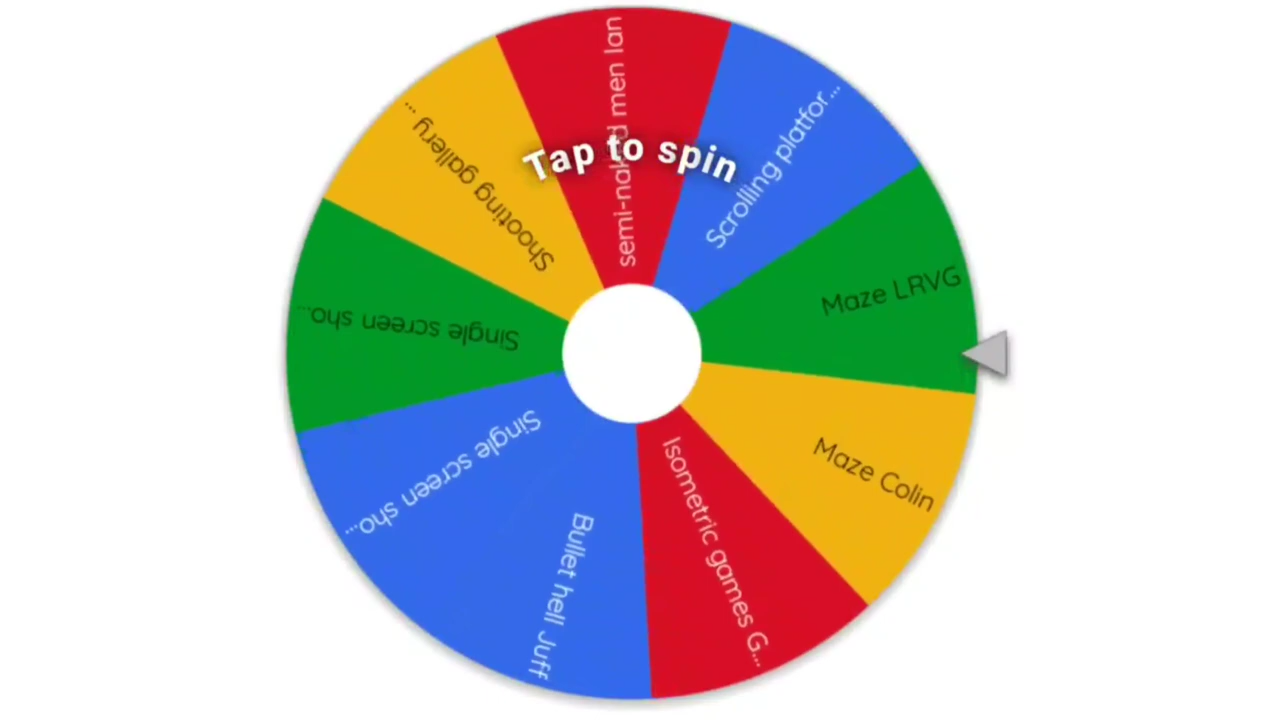 semi-naked men Ian
Scrolling platfor...
Maze LRVG
Maze Colin
Isometric games G...
Bullet hell Juff
Single screen sho...
Single screen sho...
Shooting gallery ...
Tap to spin